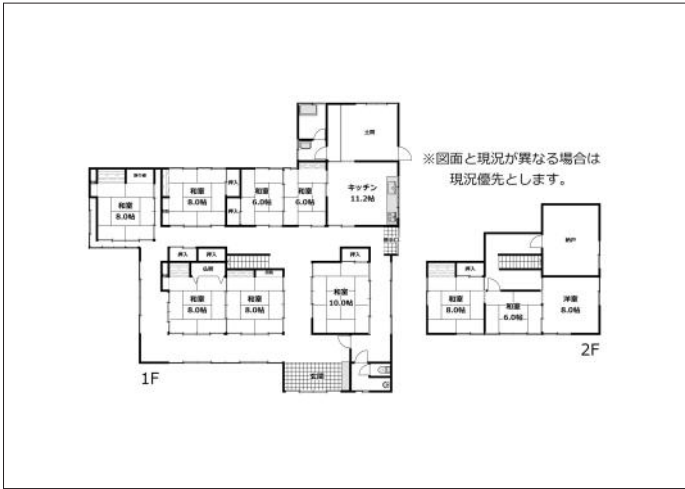 土間
※図面と現況が異なる場合は
現況優先とします。
和室
8.0帖
和室
8.0帖
押入
押入
和室
6.0帖
和室
6.0帖
キッチン
11.2帖
押入
押入
仏間
和室
8.0帖
和室
8.0帖
押入
和室
10.0帖
玄関
1F
押入
和室
8.0帖
和室
6.0帖
洋室
8.0帖
納戸
2F